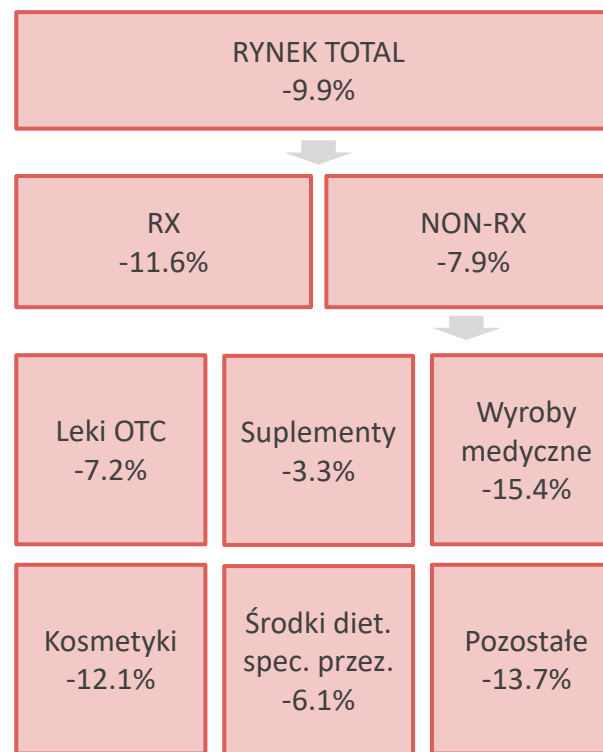 RYNEK TOTAL
-9.9%
RX
-11.6%
NON-RX
-7.9%
Leki OTC
-7.2%
Suplementy
-3.3%
Wyroby
medyczne
-15.4%
Kosmetyki
-12.1%
Środki diet.
spec. przez.
-6.1%
Pozostałe
-13.7%